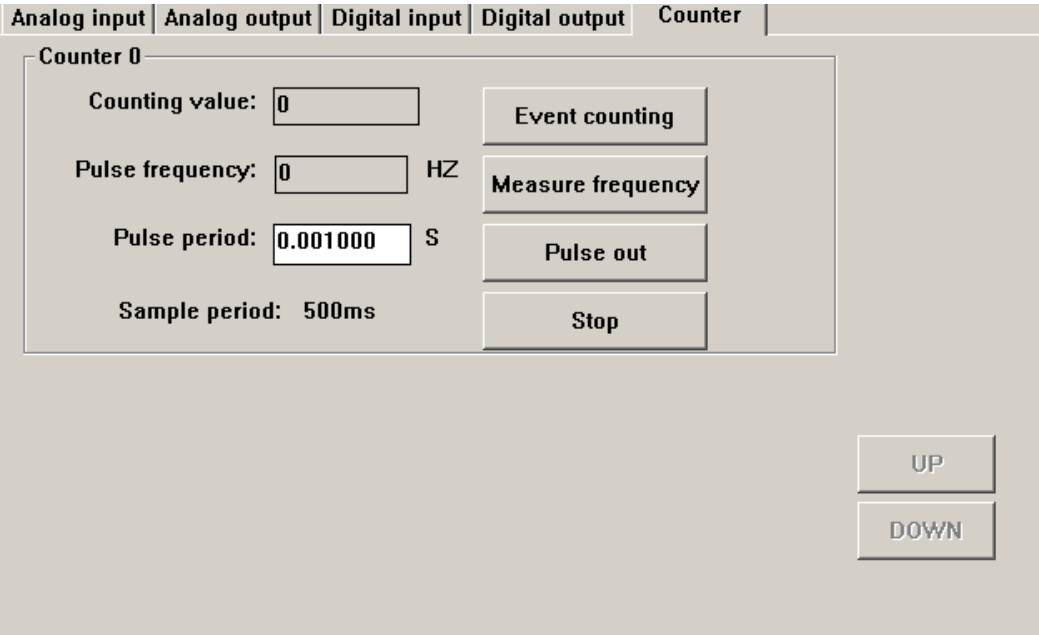 Analog input Analog output Digital input Digital output Counter
Counter 0
Counting value: 0 Event counting
Pulse frequency: 0 HZ Measure frequency
Pulse period: 0.001000 S Pulse out
Sample period: 500ms Stop
UP
DOWN